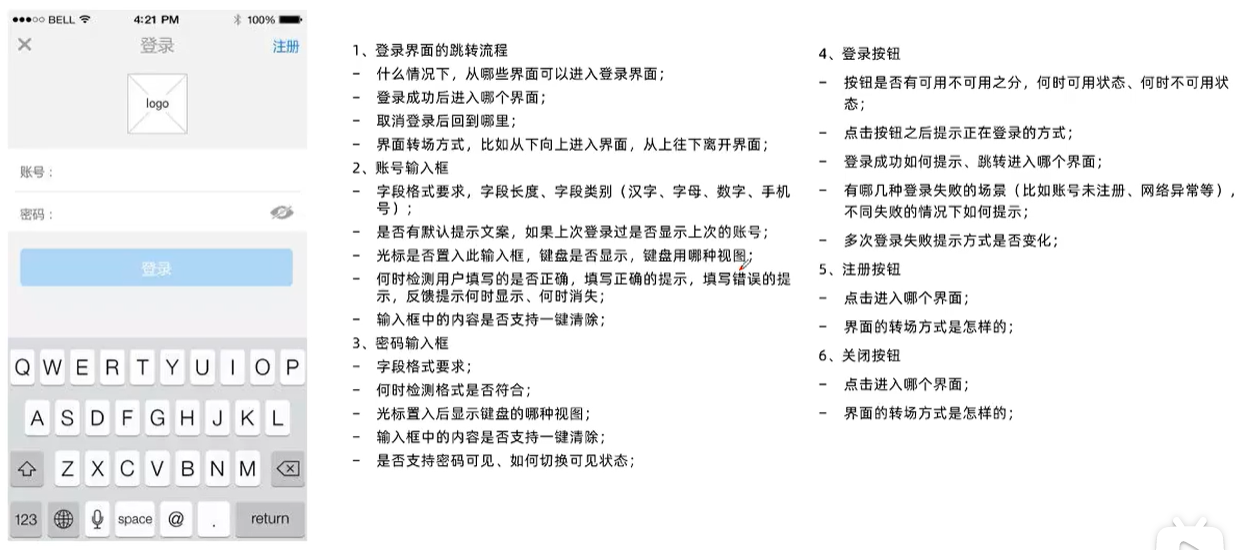 ●●●○○ BELL 4:21 PM 100%
× 登录 注册
logo
账号：
密码：
登录
Q W E R T Y U I O P
A S D F G H J K L
Z X C V B N M
123 space @ . return
1、登录界面的跳转流程
- 什么情况下，从哪些界面可以进入登录界面；
- 登录成功后进入哪个界面；
- 取消登录后回到哪里；
- 界面转场方式，比如从下向上进入界面，从上往下离开界面；
2、账号输入框
- 字段格式要求，字段长度、字段类别（汉字、字母、数字、手机
号）；
- 是否有默认提示文案，如果上次登录过是否显示上次的账号；
- 光标是否置入此输入框，键盘是否显示，键盘用哪种视图；
- 何时检测用户填写的是否正确，填写正确的提示，填写错误的提
示，反馈提示何时显示、何时消失；
- 输入框中的内容是否支持一键清除；
3、密码输入框
- 字段格式要求；
- 何时检测格式是否符合；
- 光标置入后显示键盘的哪种视图；
- 输入框中的内容是否支持一键清除；
- 是否支持密码可见、如何切换可见状态；
4、登录按钮
- 按钮是否有可用不可用之分，何时可用状态、何时不可用状
态；
- 点击按钮之后提示正在登录的方式；
- 登录成功如何提示、跳转进入哪个界面；
- 有哪几种登录失败的场景（比如账号未注册、网络异常等），
不同失败的情况下如何提示；
- 多次登录失败提示方式是否变化；
5、注册按钮
- 点击进入哪个界面；
- 界面的转场方式是怎样的；
6、关闭按钮
- 点击进入哪个界面；
- 界面的转场方式是怎样的；